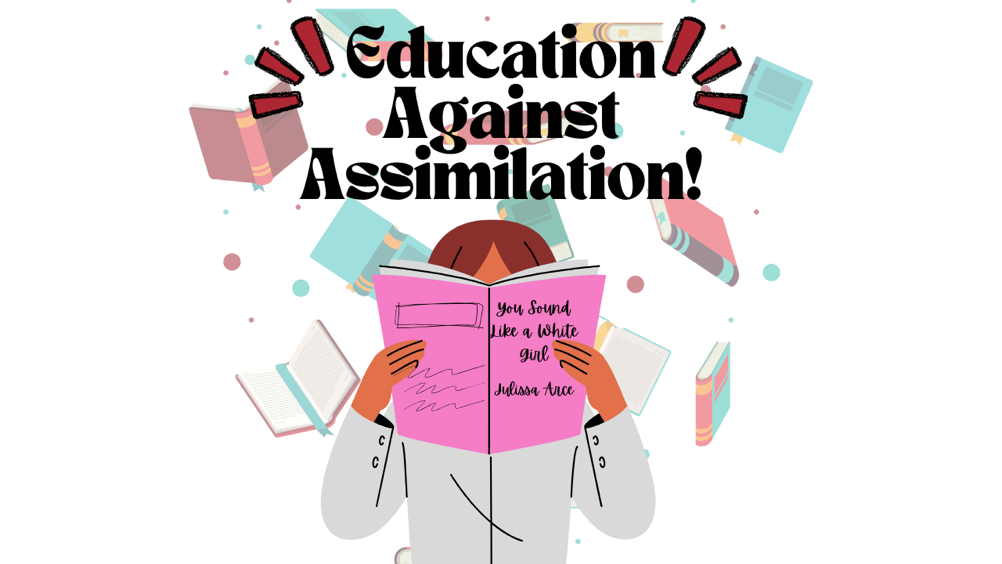 Education
Against
Assimilation!
You Sound
Like a White
Girl
Julissa Arce